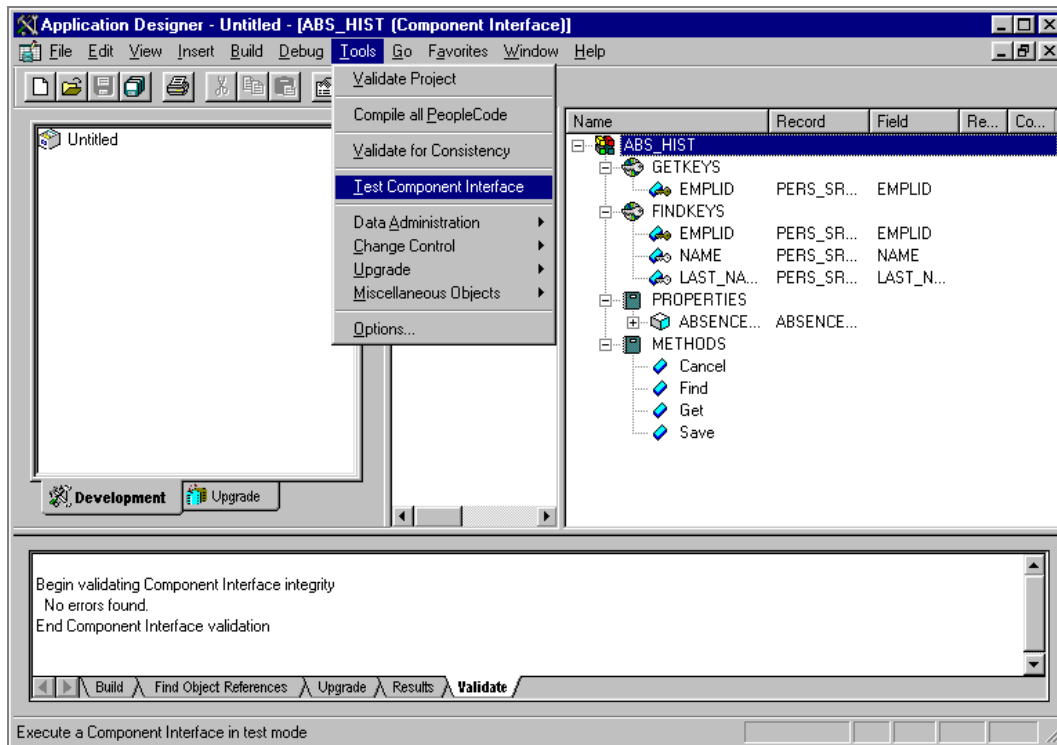 Application Designer - Untitled - [ABS_HIST (Component Interface)]
File Edit View Insert Build Debug Tools Go Favorites Window Help
Validate Project
Compile all PeopleCode
Validate for Consistency
Test Component Interface
Data Administration
Change Control
Upgrade
Miscellaneous Objects
Options...
Untitled
Development Upgrade
Name Record Field Re... Co...
ABS_HIST
GETKEYS
EMPLID PERS_SR... EMPLID
FINDKEYS
EMPLID PERS_SR... EMPLID
NAME PERS_SR... NAME
LAST_NA... PERS_SR... LAST_N...
PROPERTIES
ABSENCE... ABSENCE...
METHODS
Cancel
Find
Get
Save
Begin validating Component Interface integrity
No errors found.
End Component Interface validation
Build Find Object References Upgrade Results Validate
Execute a Component Interface in test mode